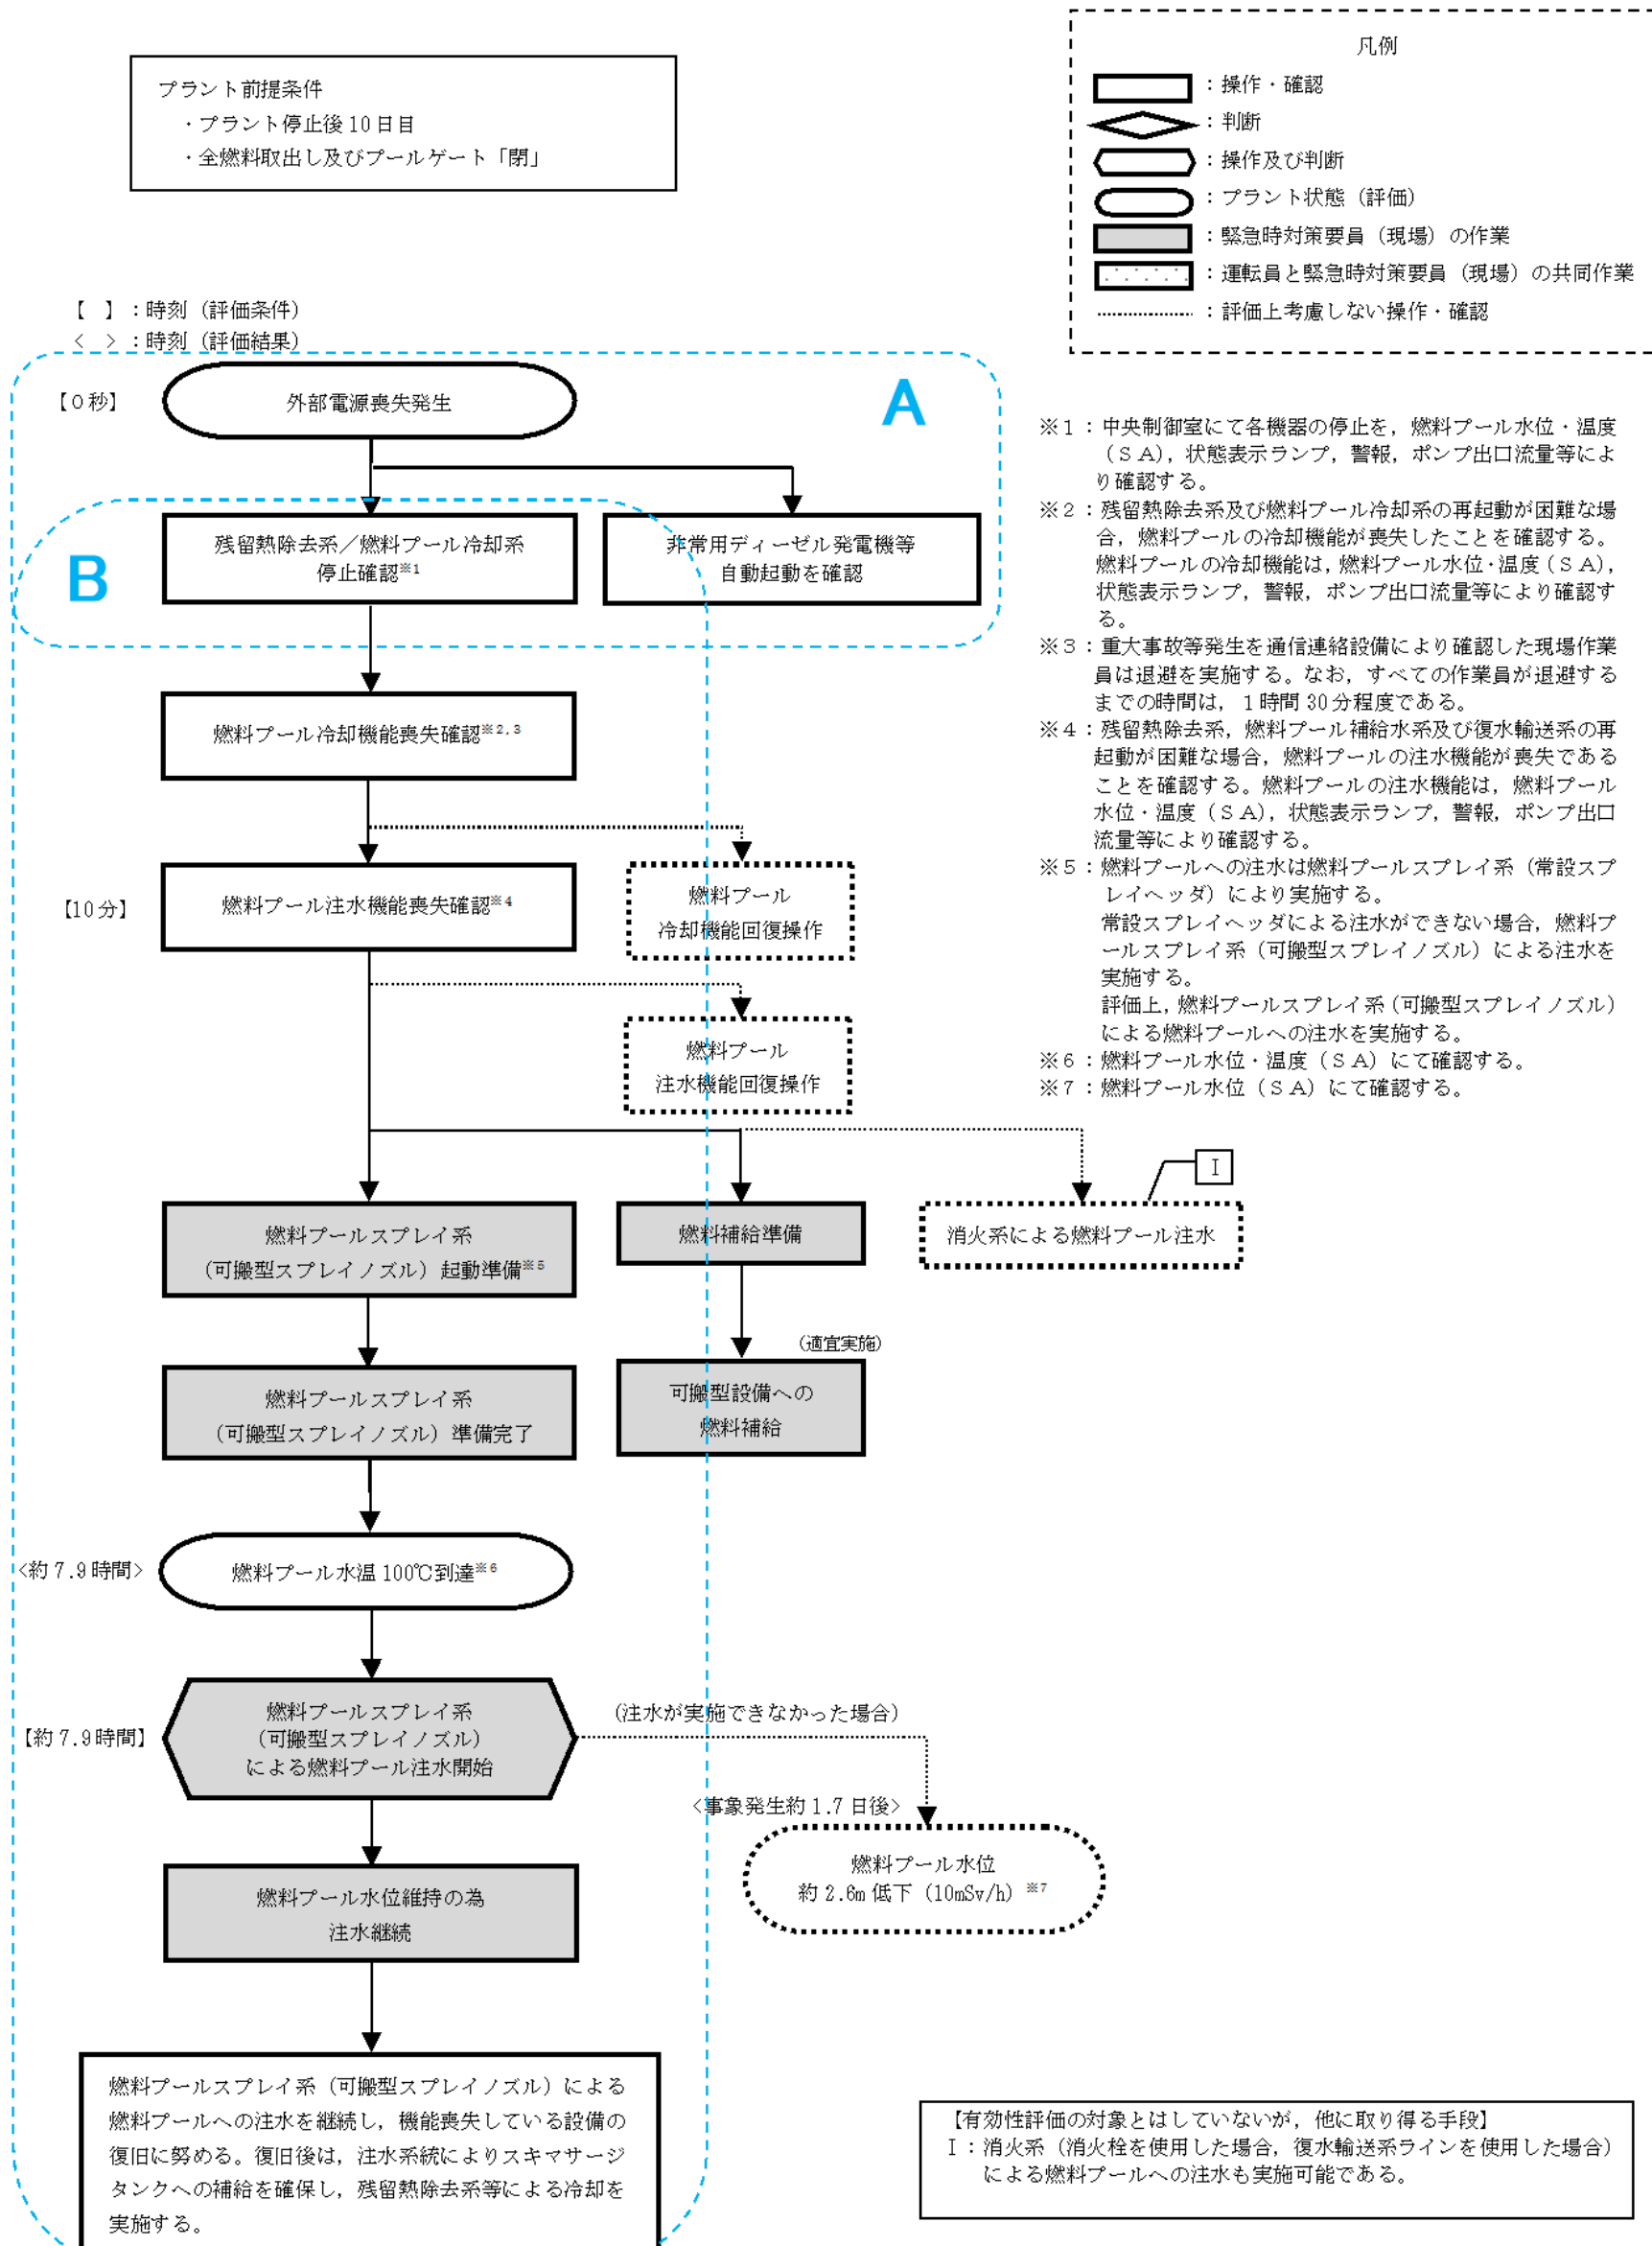 プラント前提条件
・プラント停止後10日目
・全燃料取出し及びプールゲート「閉」
凡例
：操作・確認
：判断
：操作及び判断
：プラント状態（評価）
：緊急時対策要員（現場）の作業
：運転員と緊急時対策要員（現場）の共同作業
：評価上考慮しない操作・確認
【　】：時刻（評価条件）
＜　＞：時刻（評価結果）
A
【0秒】
外部電源喪失発生
B
残留熱除去系／燃料プール冷却系
停止確認※1
非常用ディーゼル発電機等
自動起動を確認
燃料プール冷却機能喪失確認※2,3
【10分】
燃料プール注水機能喪失確認※4
燃料プール
冷却機能回復操作
燃料プール
注水機能回復操作
I
燃料プールスプレイ系
（可搬型スプレイノズル）起動準備※5
燃料補給準備
消火系による燃料プール注水
（適宜実施）
燃料プールスプレイ系
（可搬型スプレイノズル）準備完了
可搬型設備への
燃料補給
＜約7.9時間＞
燃料プール水温100℃到達※6
【約7.9時間】
燃料プールスプレイ系
（可搬型スプレイノズル）
による燃料プール注水開始
（注水が実施できなかった場合）
＜事象発生約1.7日後＞
燃料プール水位
約2.6m低下（10mSv/h）※7
燃料プール水位維持の為
注水継続
燃料プールスプレイ系（可搬型スプレイノズル）による
燃料プールへの注水を継続し，機能喪失している設備の
復旧に努める。復旧後は，注水系統によりスキマサージ
タンクへの補給を確保し，残留熱除去系等による冷却を
実施する。
※1：中央制御室にて各機器の停止を，燃料プール水位・温度
（ＳＡ），状態表示ランプ，警報，ポンプ出口流量等によ
り確認する。
※2：残留熱除去系及び燃料プール冷却系の再起動が困難な場
合，燃料プールの冷却機能が喪失したことを確認する。
燃料プールの冷却機能は，燃料プール水位・温度（ＳＡ），
状態表示ランプ，警報，ポンプ出口流量等により確認す
る。
※3：重大事故等発生を通信連絡設備により確認した現場作業
員は退避を実施する。なお，すべての作業員が退避する
までの時間は，1時間30分程度である。
※4：残留熱除去系，燃料プール補給水系及び復水輸送系の再
起動が困難な場合，燃料プールの注水機能が喪失である
ことを確認する。燃料プールの注水機能は，燃料プール
水位・温度（ＳＡ），状態表示ランプ，警報，ポンプ出口
流量等により確認する。
※5：燃料プールへの注水は燃料プールスプレイ系（常設スプ
レイヘッダ）により実施する。
常設スプレイヘッダによる注水ができない場合，燃料プ
ールスプレイ系（可搬型スプレイノズル）による注水を
実施する。
評価上，燃料プールスプレイ系（可搬型スプレイノズル）
による燃料プールへの注水を実施する。
※6：燃料プール水位・温度（ＳＡ）にて確認する。
※7：燃料プール水位（ＳＡ）にて確認する。
【有効性評価の対象とはしていないが，他に取り得る手段】
I：消火系（消火栓を使用した場合，復水輸送系ラインを使用した場合）
による燃料プールへの注水も実施可能である。